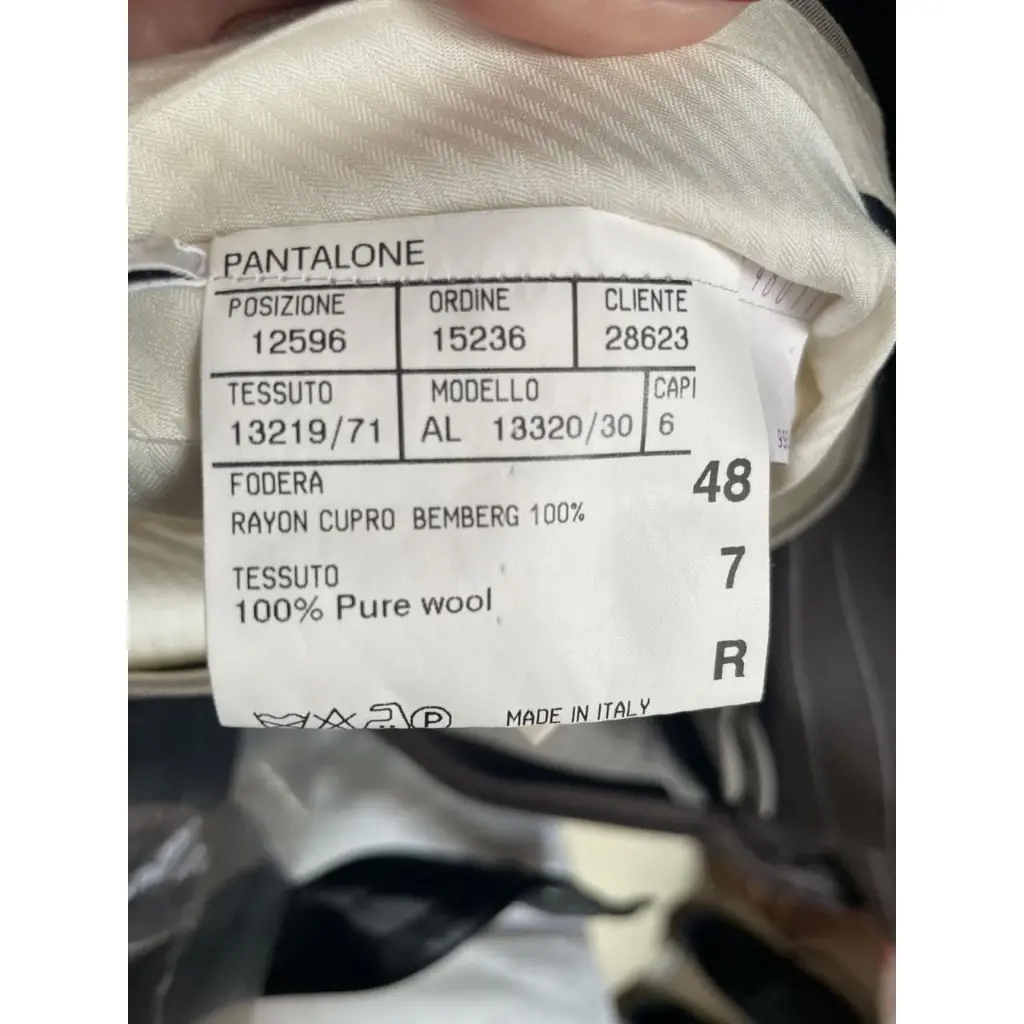 PANTALONE
POSIZIONE ORDINE CLIENTE
12596 15236 28623
TESSUTO MODELLO CAPI
13219/71 AL 13320/30 6
FODERA
RAYON CUPRO BEMBERG 100%
48
TESSUTO
100% Pure wool
7
R
P
MADE IN ITALY